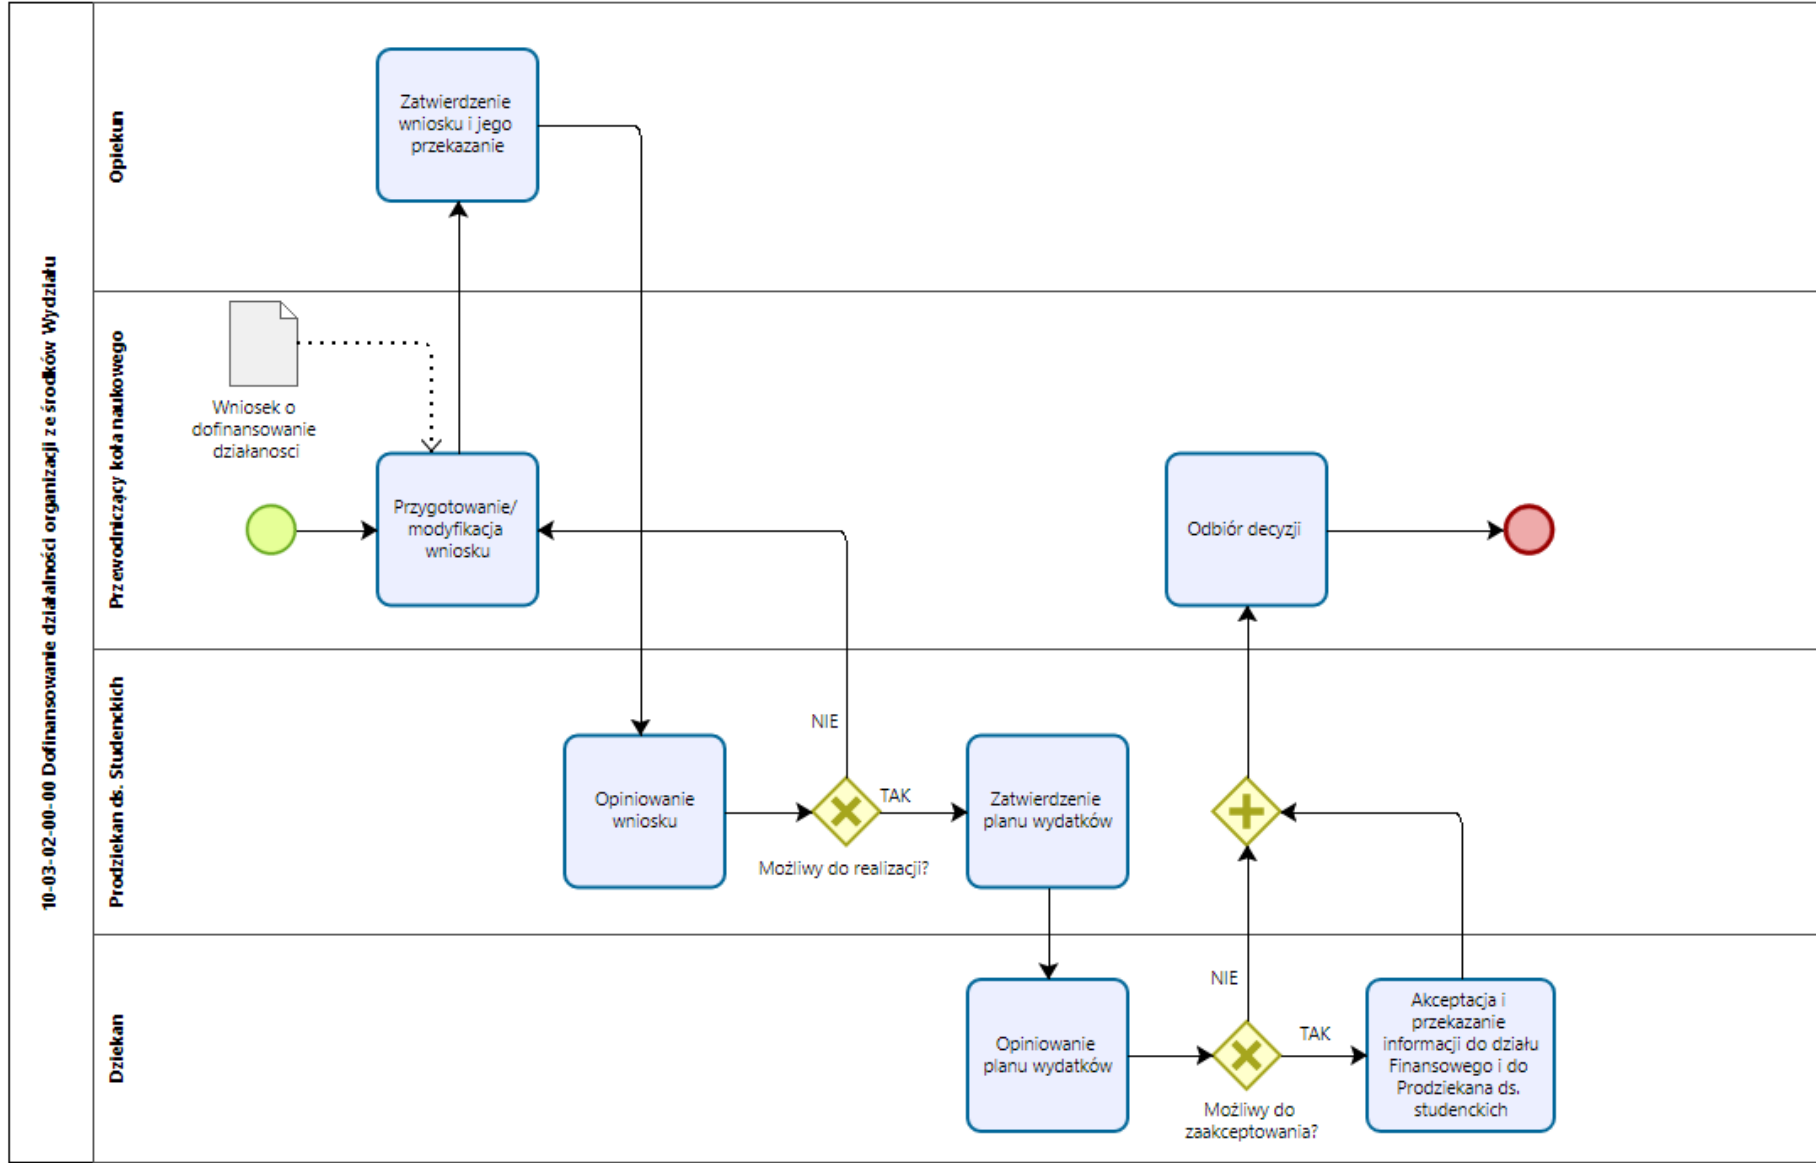 10-03-02-00-00 Dofinansowanie działalności organizacji ze środków Wydziału
Opiekun
Zatwierdzenie
wniosku i jego
przekazanie
Przewodniczący koła naukowego
Wniosek o
dofinansowanie
działanosci
Przygotowanie/
modyfikacja
wniosku
Odbiór decyzji
Prodziekan ds. Studenckich
Opiniowanie
wniosku
NIE
TAK
Możliwy do realizacji?
Zatwierdzenie
planu wydatków
Dziekan
Opiniowanie
planu wydatków
NIE
TAK
Możliwy do
zaakceptowania?
Akceptacja i
przekazanie
informacji do działu
Finansowego i do
Prodziekana ds.
studenckich